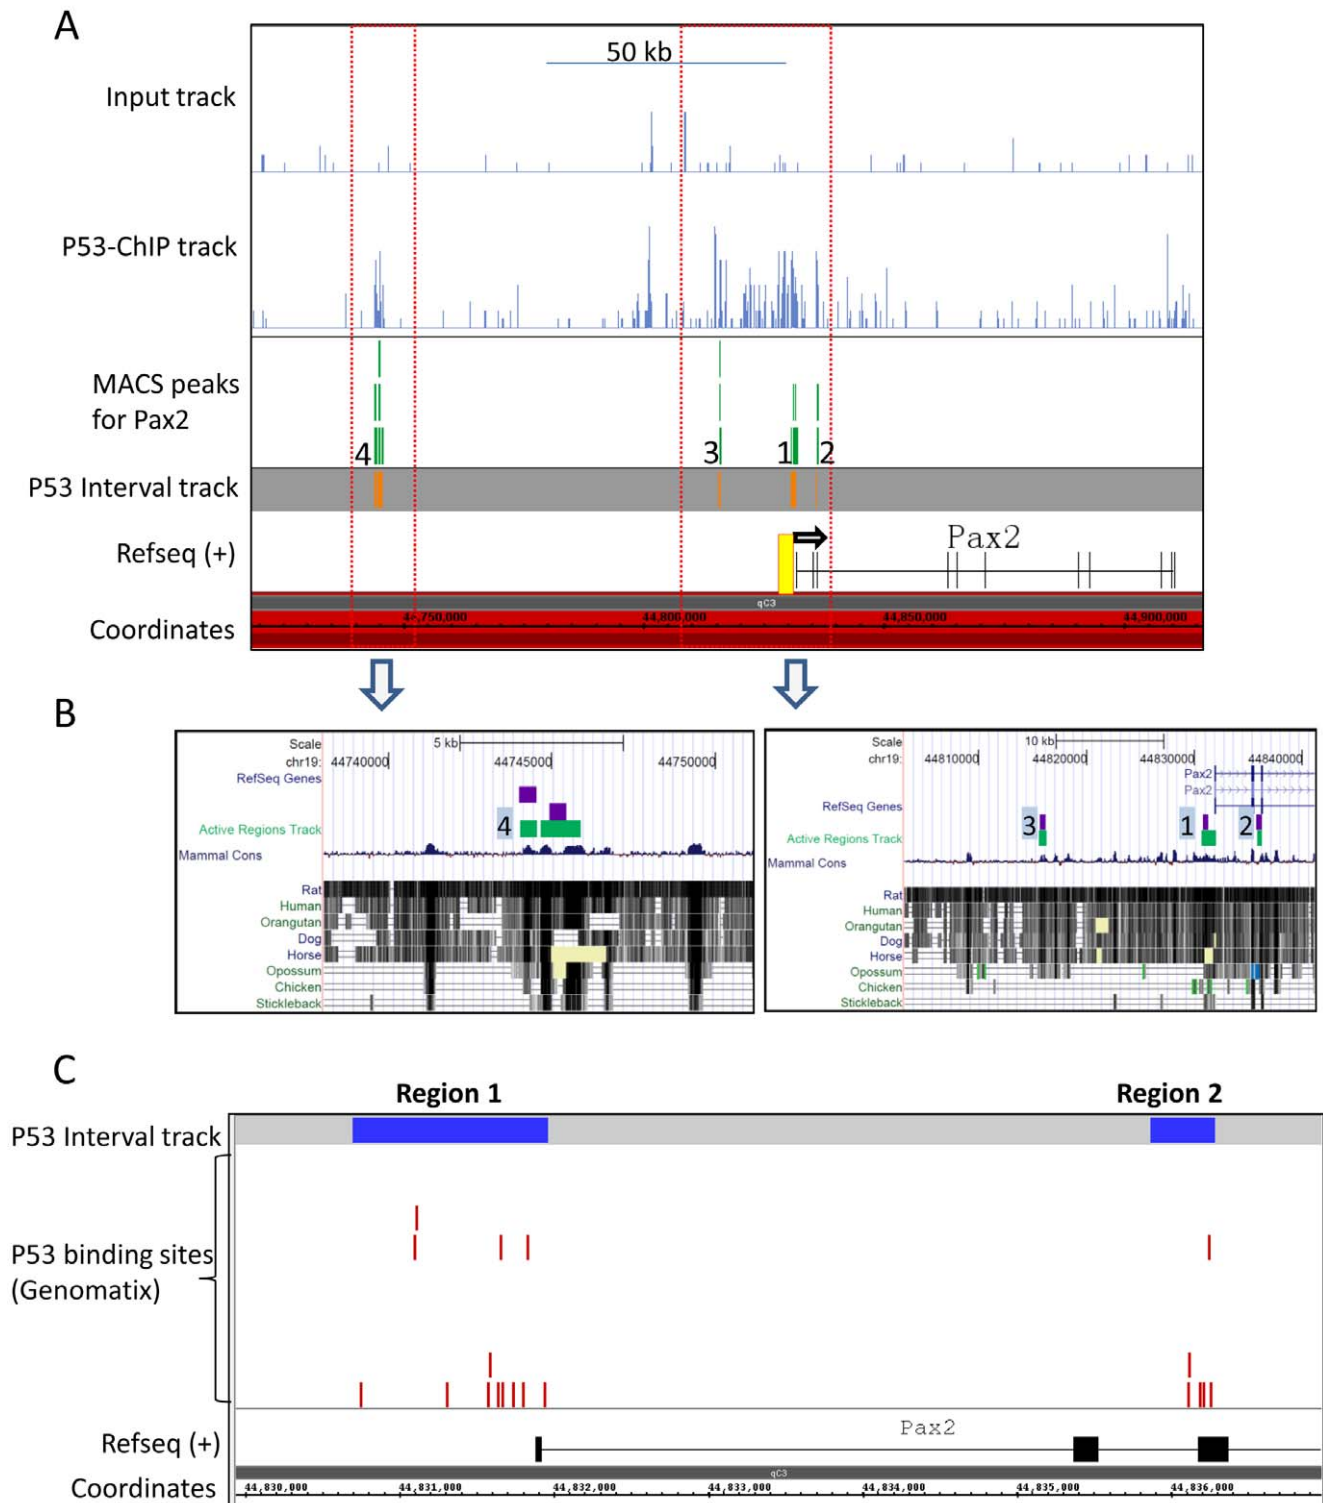 A
50 kb
Input track
P53-ChIP track
MACS peaks
for Pax2
4
3
1
2
P53 Interval track
Refseq (+)
Pax2
qC3
Coordinates
44,750,000
44,800,000
44,850,000
44,900,000
B
Scale
5 kb
chr19:
44740000
44745000
44750000
RefSeq Genes
4
Active Regions Track
Mammal Cons
Rat
Human
Orangutan
Dog
Horse
Opossum
Chicken
Stickleback
Scale
10 kb
chr19:
44810000
44820000
44830000
44840000
Pax2
Pax2
RefSeq Genes
3
1
2
Active Regions Track
Mammal Cons
Rat
Human
Orangutan
Dog
Horse
Opossum
Chicken
Stickleback
C
Region 1
Region 2
P53 Interval track
P53 binding sites
(Genomatix)
Pax2
Refseq (+)
qC3
Coordinates
44,830,000
44,831,000
44,832,000
44,833,000
44,834,000
44,835,000
44,836,000